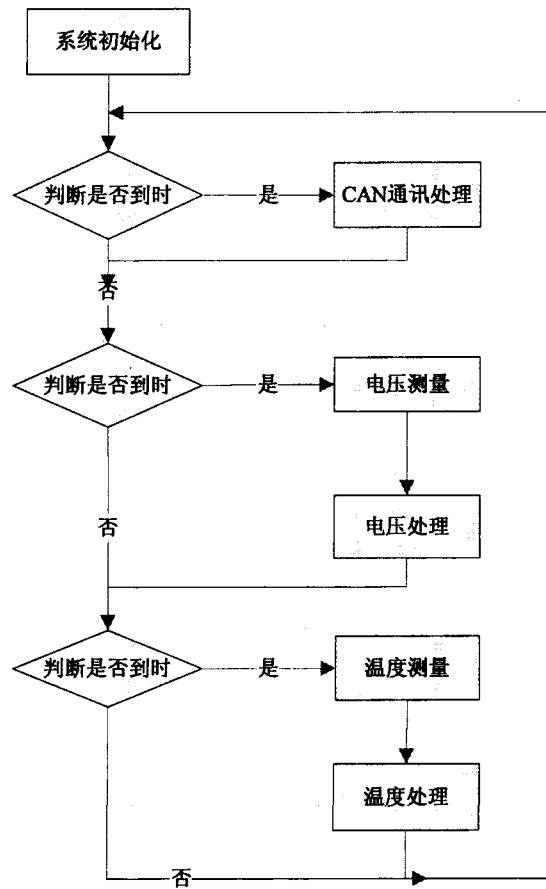 系统初始化
判断是否到时
是
CAN通讯处理
否
判断是否到时
是
电压测量
否
电压处理
判断是否到时
是
温度测量
温度处理
否